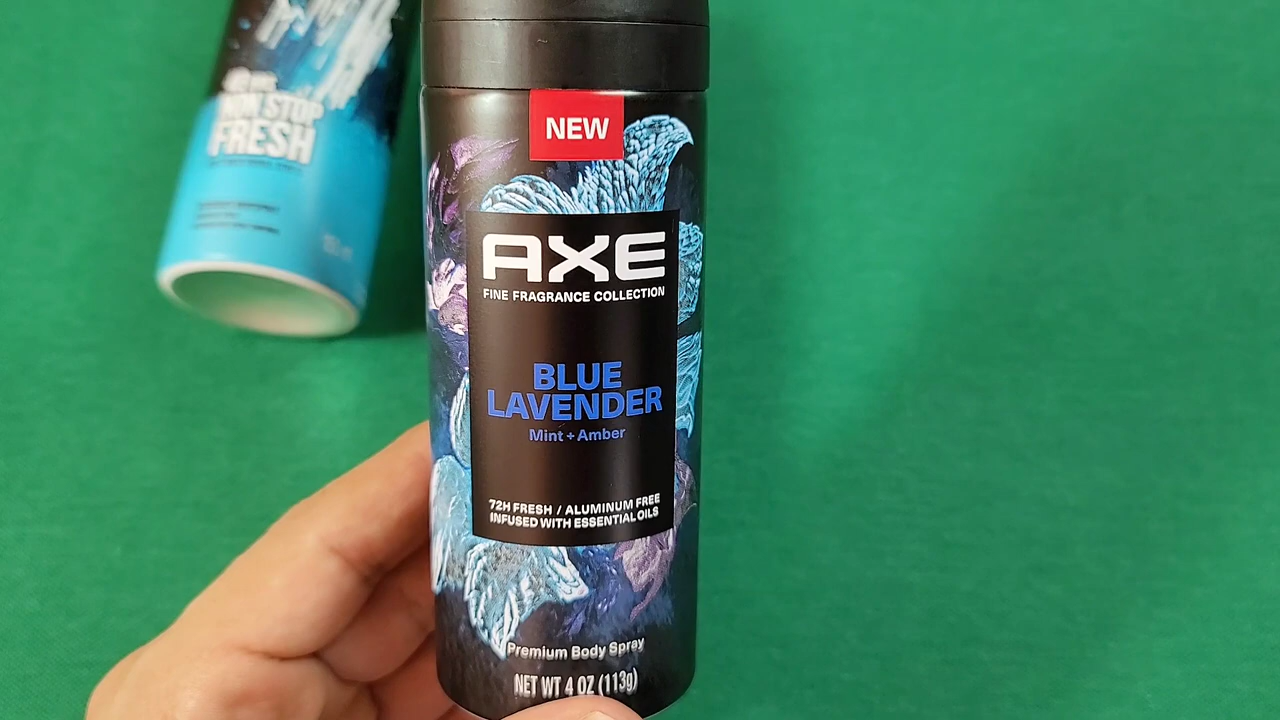 NON STOP
FRESH
NEW
AXE
FINE FRAGRANCE COLLECTION
BLUE
LAVENDER
Mint + Amber
72H FRESH / ALUMINUM FREE
INFUSED WITH ESSENTIAL OILS
Premium Body Spray
NET WT 4 OZ (113g)